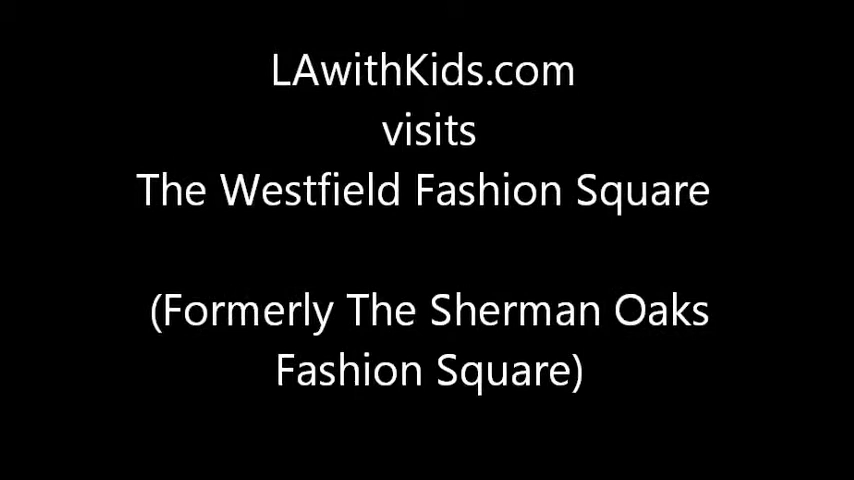 LAwithKids.com
visits
The Westfield Fashion Square
(Formerly The Sherman Oaks
Fashion Square)